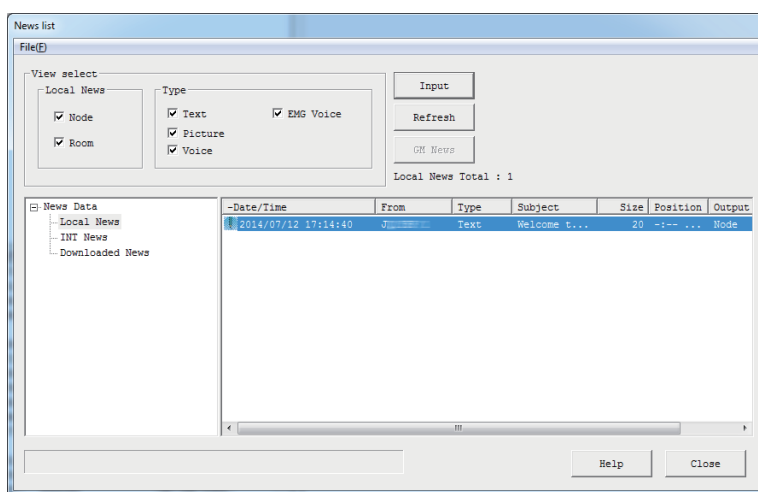 News list
File(F)
View select
Local News
Node
Room
Type
Text
Picture
Voice
EMG Voice
Input
Refresh
GM News
Local News Total : 1
News Data
Local News
INT News
Downloaded News
-Date/Time From Type Subject Size Position Output
2014/07/12 17:14:40 Text Welcome t... 20 -:-- ... Node
Help Close